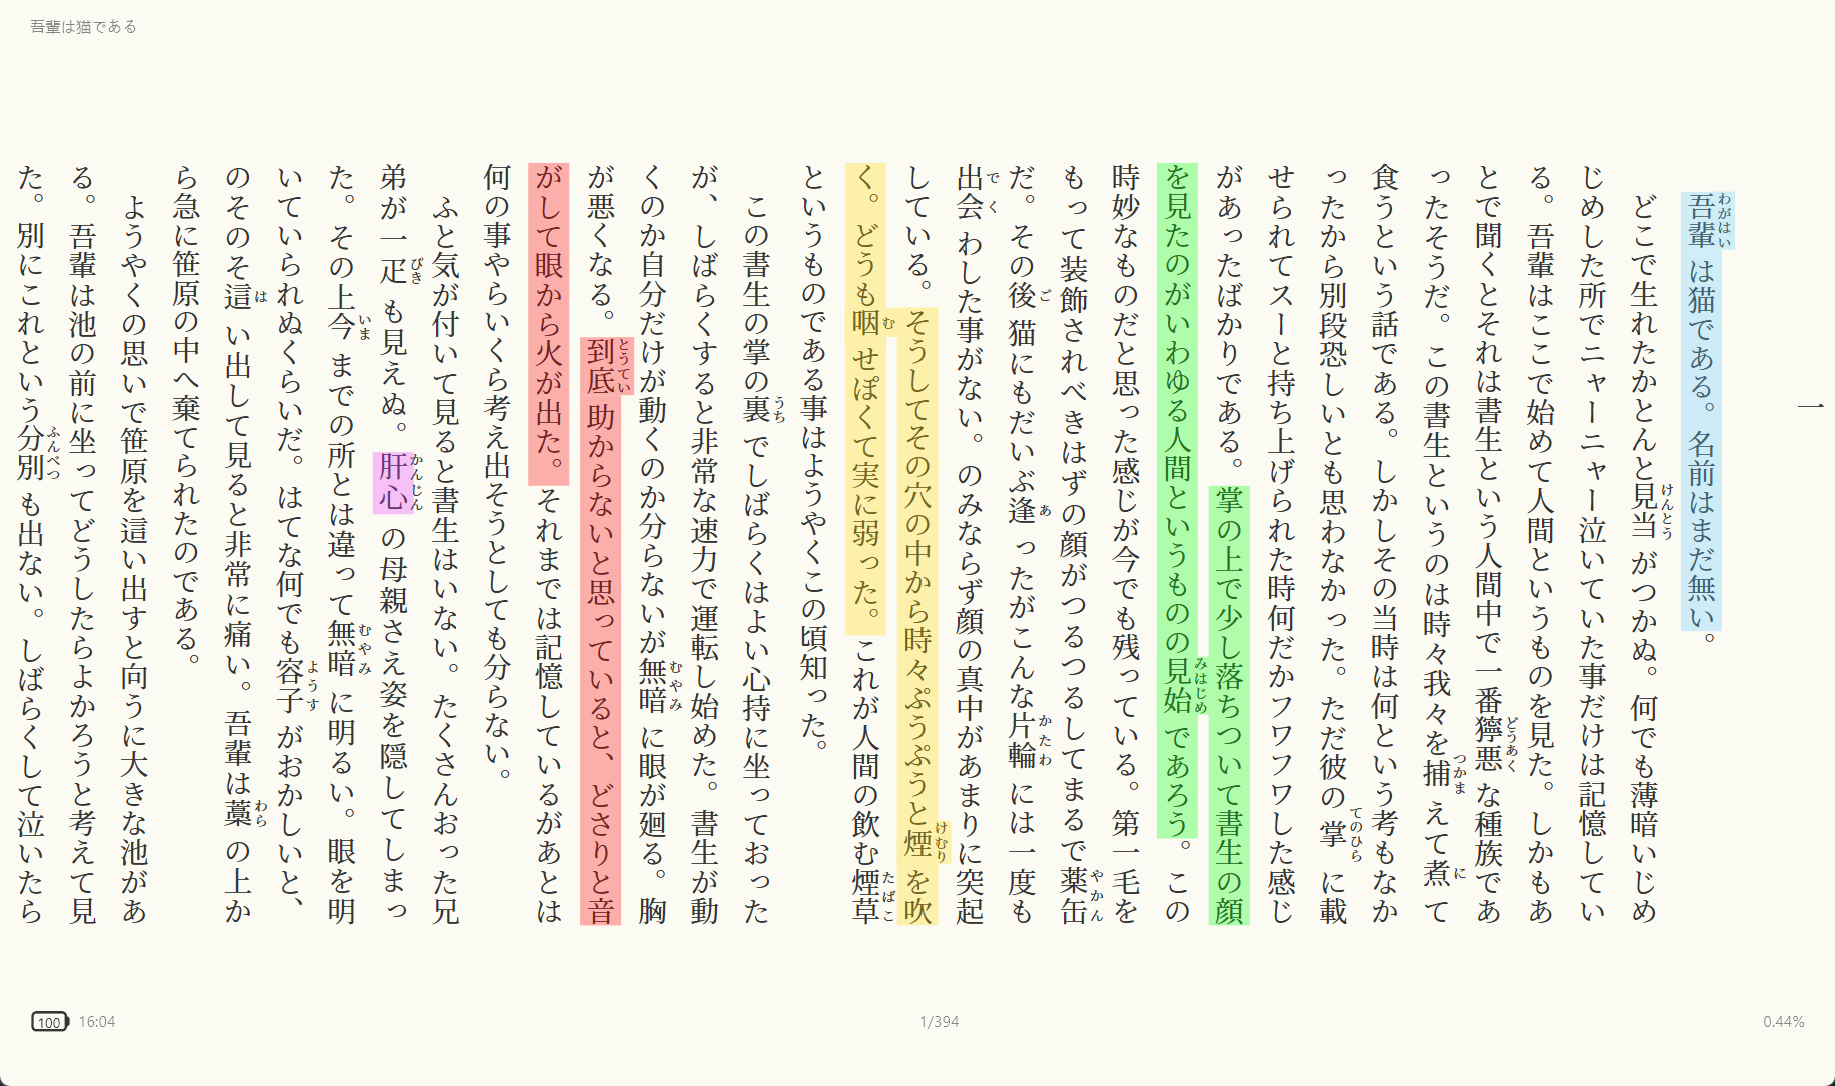 吾輩は猫である
一
吾輩は猫である。名前はまだ無い。
どこで生れたかとんと見当がつかぬ。何でも薄暗いじめ
じめした所でニャーニャー泣いていた事だけは記憶してい
る。吾輩はここで始めて人間というものを見た。しかもあ
とで聞くとそれは書生という人間中で一番獰悪な種族であ
ったそうだ。この書生というのは時々我々を捕えて煮て
食うという話である。しかしその当時は何という考もなか
ったから別段恐しいとも思わなかった。ただ彼の掌に載
せられてスーと持ち上げられた時何だかフワフワした感じ
があったばかりである。掌の上で少し落ちついて書生の顔
を見たのがいわゆる人間というものの見始であろう。この
時妙なものだと思った感じが今でも残っている。第一毛を
もって装飾されべきはずの顔がつるつるしてまるで薬缶
だ。その後猫にもだいぶ逢ったがこんな片輪には一度も
出会わした事がない。のみならず顔の真中があまりに突起
している。そうしてその穴の中から時々ぷうぷうと煙を吹
く。どうも咽せぽくて実に弱った。これが人間の飲む煙草
というものである事はようやくこの頃知った。
この書生の掌の裏でしばらくはよい心持に坐っておった
が、しばらくすると非常な速力で運転し始めた。書生が動
くのか自分だけが動くのか分らないが無暗に眼が廻る。胸
が悪くなる。到底助からないと思っていると、どさりと音
がして眼から火が出た。それまでは記憶しているがあとは
何の事やらいくら考え出そうとしても分らない。
ふと気が付いて見ると書生はいない。たくさんおった兄
弟が一疋も見えぬ。肝心の母親さえ姿を隠してしまっ
た。その上今までの所とは違って無暗に明るい。眼を明
いていられぬくらいだ。はてな何でも容子がおかしいと、
のそのそ這い出して見ると非常に痛い。吾輩は藁の上か
ら急に笹原の中へ棄てられたのである。
ようやくの思いで笹原を這い出すと向うに大きな池があ
る。吾輩は池の前に坐ってどうしたらよかろうと考えて見
た。別にこれという分別も出ない。しばらくして泣いたら
100 16:04
1/394
0.44%